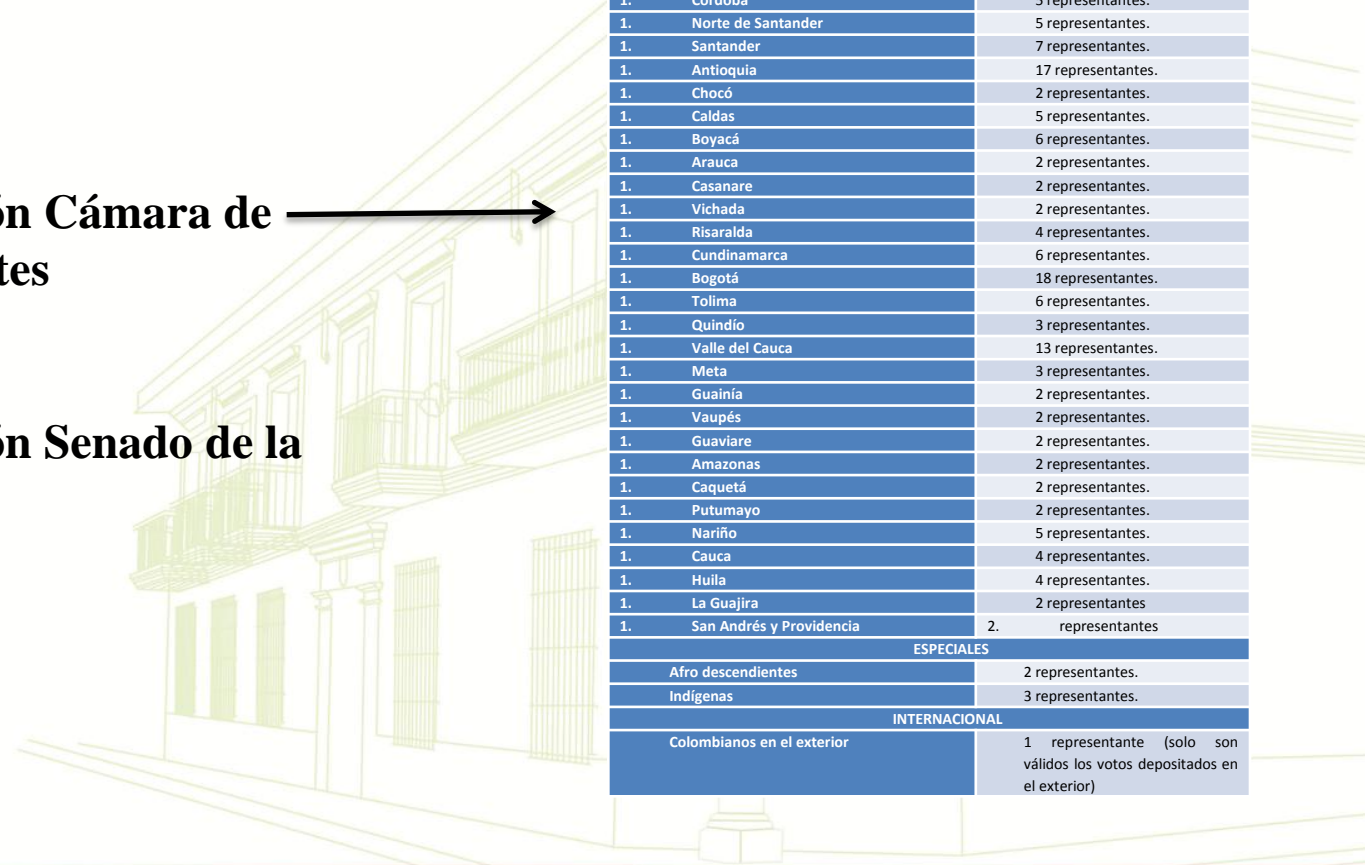 ón Cámara de
tes
ón Senado de la
1. Córdoba 5 representantes.
1. Norte de Santander 5 representantes.
1. Santander 7 representantes.
1. Antioquia 17 representantes.
1. Chocó 2 representantes.
1. Caldas 5 representantes.
1. Boyacá 6 representantes.
1. Arauca 2 representantes.
1. Casanare 2 representantes.
1. Vichada 2 representantes.
1. Risaralda 4 representantes.
1. Cundinamarca 6 representantes.
1. Bogotá 18 representantes.
1. Tolima 6 representantes.
1. Quindío 3 representantes.
1. Valle del Cauca 13 representantes.
1. Meta 3 representantes.
1. Guainía 2 representantes.
1. Vaupés 2 representantes.
1. Guaviare 2 representantes.
1. Amazonas 2 representantes.
1. Caquetá 2 representantes.
1. Putumayo 2 representantes.
1. Nariño 5 representantes.
1. Cauca 4 representantes.
1. Huila 4 representantes.
1. La Guajira 2 representantes
1. San Andrés y Providencia 2. representantes
ESPECIALES
Afro descendientes 2 representantes.
Indígenas 3 representantes.
INTERNACIONAL
Colombianos en el exterior 1 representante (solo son
válidos los votos depositados en
el exterior)